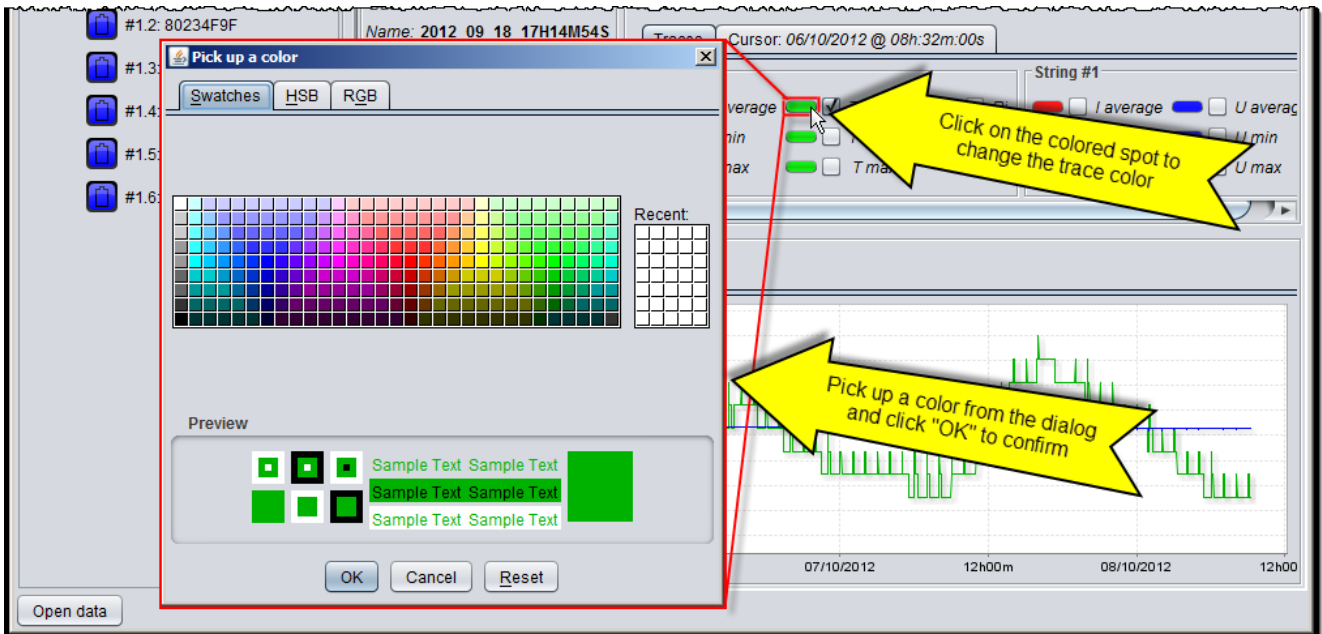 #1.2: 80234F9F
Name: 2012_09_18_17H14M54S
Traces
Cursor: 06/10/2012 @ 08h:32m:00s
#1.3:
#1.4:
#1.5:
#1.6:
Pick up a color
Swatches
HSB
RGB
Recent:
Preview
Sample Text Sample Text
Sample Text Sample Text
Sample Text Sample Text
OK
Cancel
Reset
String #1
verage
I average
U averag
min
U min
max
T max
U max
Click on the colored spot to
change the trace color
Pick up a color from the dialog
and click "OK" to confirm
07/10/2012
12h00m
08/10/2012
12h00
Open data